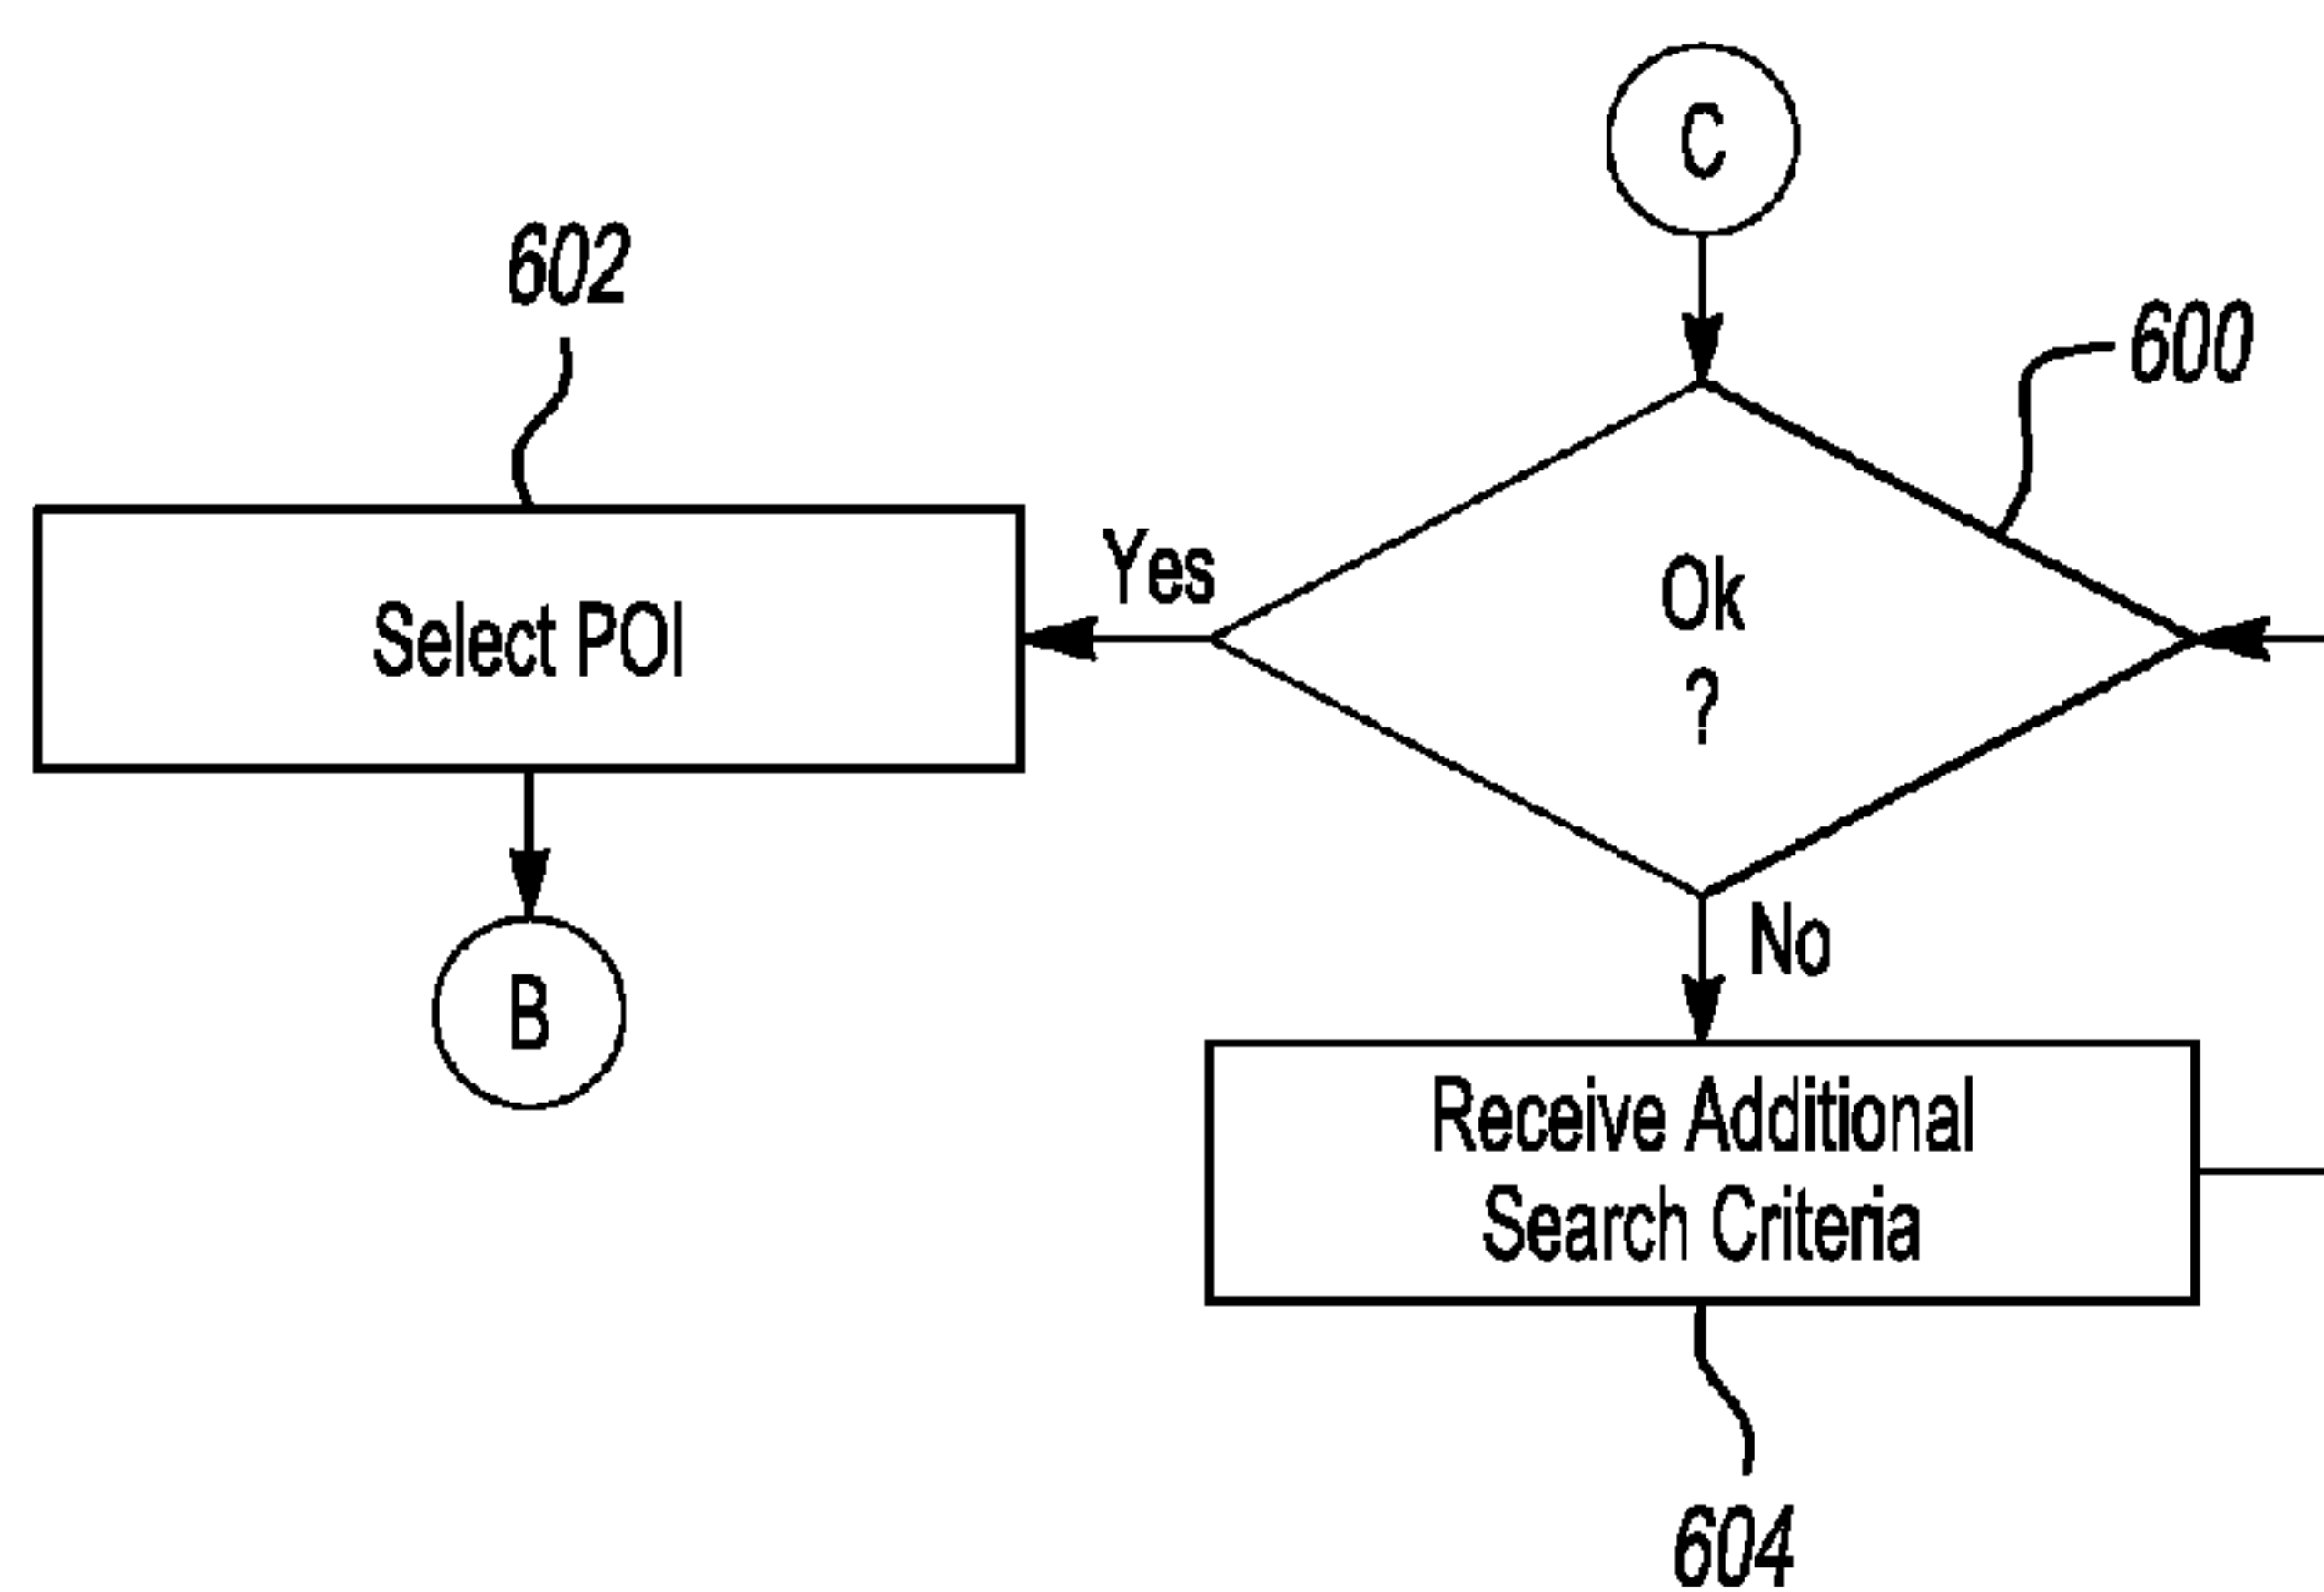 C
602
600
Yes
Ok
?
Select POI
No
B
Receive Additional
Search Criteria
604